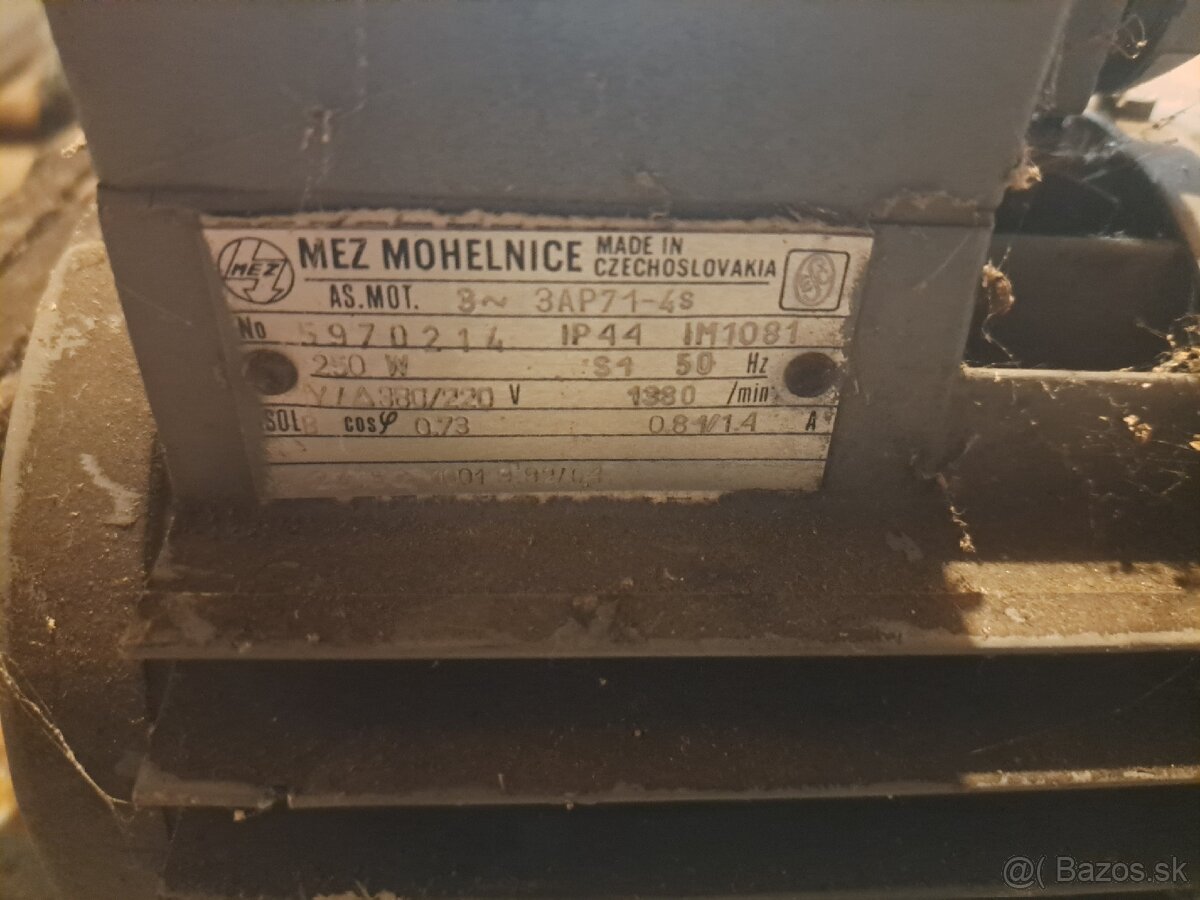 MEZ MEZ MOHELNICE MADE IN CZECHOSLOVAKIA
AS.MOT. 3~ 3AP71-4s
No 5970214 IP44 IM1081
250 W S1 50 Hz
Y/Δ380/220 V 1380 /min
ISOL B cosφ 0.73 0.81/1.4 A
@( Bazos.sk